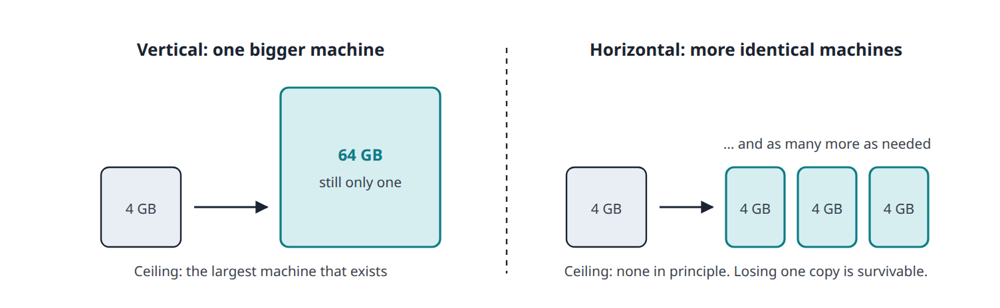 Vertical: one bigger machine
64 GB
still only one
4 GB
Ceiling: the largest machine that exists
Horizontal: more identical machines
... and as many more as needed
4 GB
4 GB
4 GB
4 GB
Ceiling: none in principle. Losing one copy is survivable.